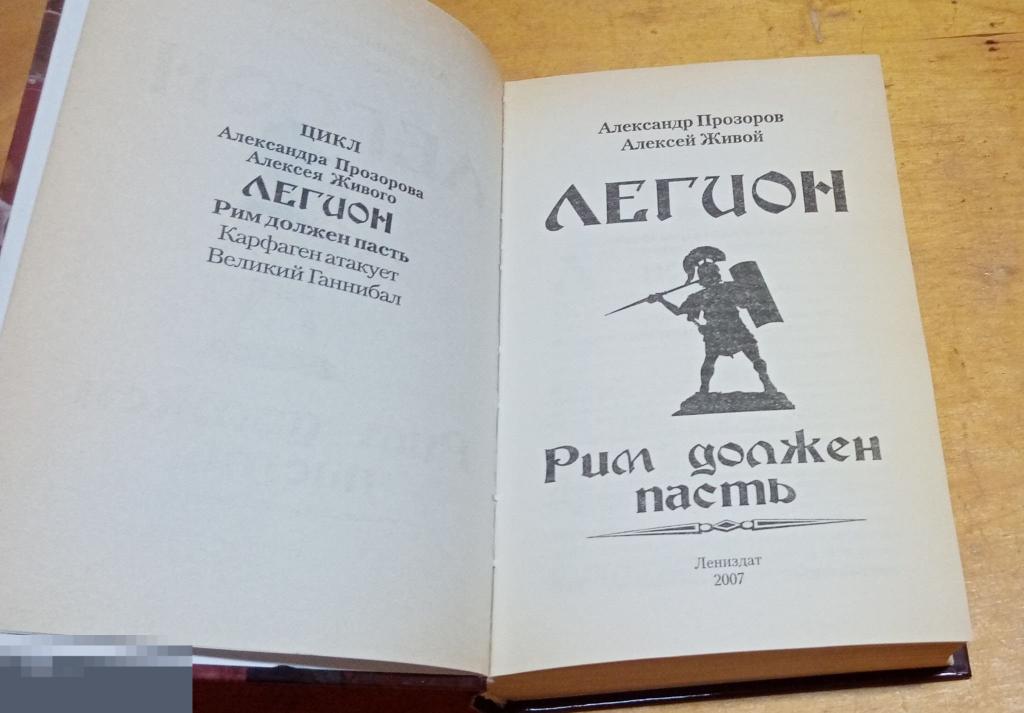 ЦИКЛ
Александра Прозорова
Алексея Живого
ЛЕГИОН
Рим должен пасть
Карфаген атакует
Великий Ганнибал
Александр Прозоров
Алексей Живой
ЛЕГИОН
Рим должен
пасть
Лениздат
2007